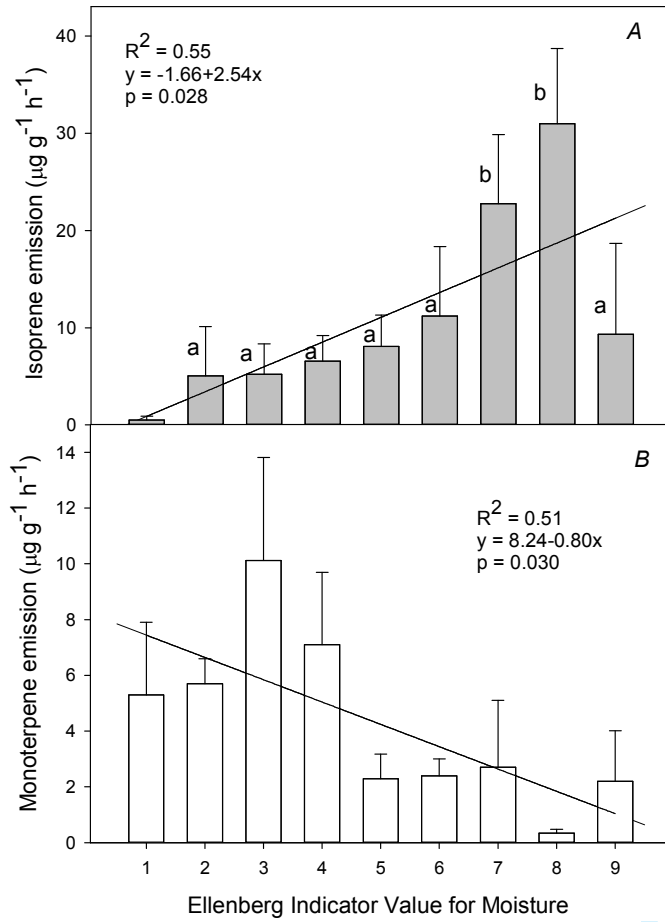 A
R² = 0.55
y = -1.66+2.54x
p = 0.028
Isoprene emission (µg g⁻¹ h⁻¹)
40
30
20
10
0
a
a
a
a
a
b
b
a
B
R² = 0.51
y = 8.24-0.80x
p = 0.030
Monoterpene emission (µg g⁻¹ h⁻¹)
14
12
10
8
6
4
2
0
1 2 3 4 5 6 7 8 9
Ellenberg Indicator Value for Moisture